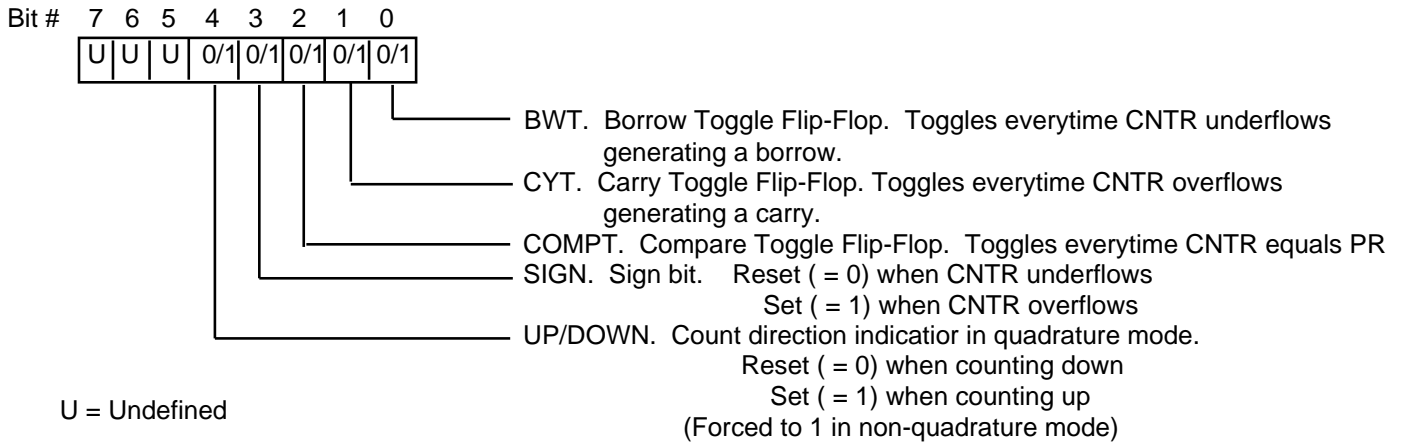 Bit # 7 6 5 4 3 2 1 0
U U U 0/1 0/1 0/1 0/1 0/1
BWT. Borrow Toggle Flip-Flop. Toggles everytime CNTR underflows
generating a borrow.
CYT. Carry Toggle Flip-Flop. Toggles everytime CNTR overflows
generating a carry.
COMPT. Compare Toggle Flip-Flop. Toggles everytime CNTR equals PR
SIGN. Sign bit. Reset ( = 0) when CNTR underflows
Set ( = 1) when CNTR overflows
UP/DOWN. Count direction indicatior in quadrature mode.
Reset ( = 0) when counting down
Set ( = 1) when counting up
U = Undefined
(Forced to 1 in non-quadrature mode)